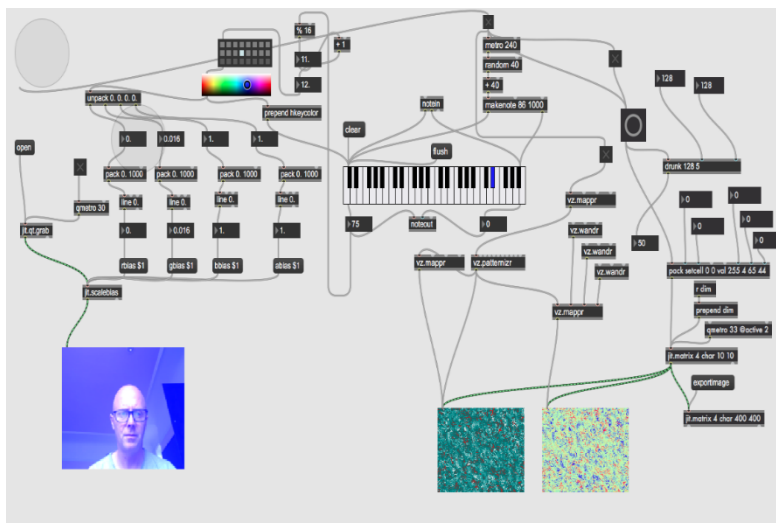 % 16
+ 1
11.
12.
metro 240
random 40
+ 40
makenote 86 1000
128
128
unpack 0. 0. 0. 0.
prepend hkeycolor
notein
clear
flush
open
0.
0.016
1.
1.
pack 0. 1000
pack 0. 1000
pack 0. 1000
pack 0. 1000
drunk 128 5
qmetro 30
line 0.
line 0.
line 0.
line 0.
vz.mappr
0
0
0
0
0
jit.qt.grab
0.
0.016
1.
1.
75
noteout
0
vz.wandr
vz.wandr
vz.wandr
50
rbias $1
gbias $1
bbias $1
abias $1
vz.mappr
vz.patternizr
pack setcell 0 0 val 255 4 65 44
r dim
prepend dim
jit.scalebias
vz.mappr
qmetro 33 @active 2
jit.matrix 4 char 10 10
exportimage
jit.matrix 4 char 400 400